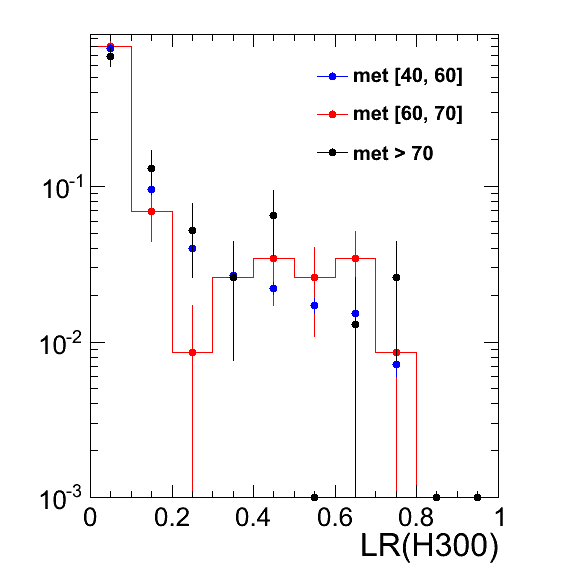 met [40, 60]
met [60, 70]
met > 70
10-1
10-2
10-3
0 0.2 0.4 0.6 0.8 1
LR(H300)